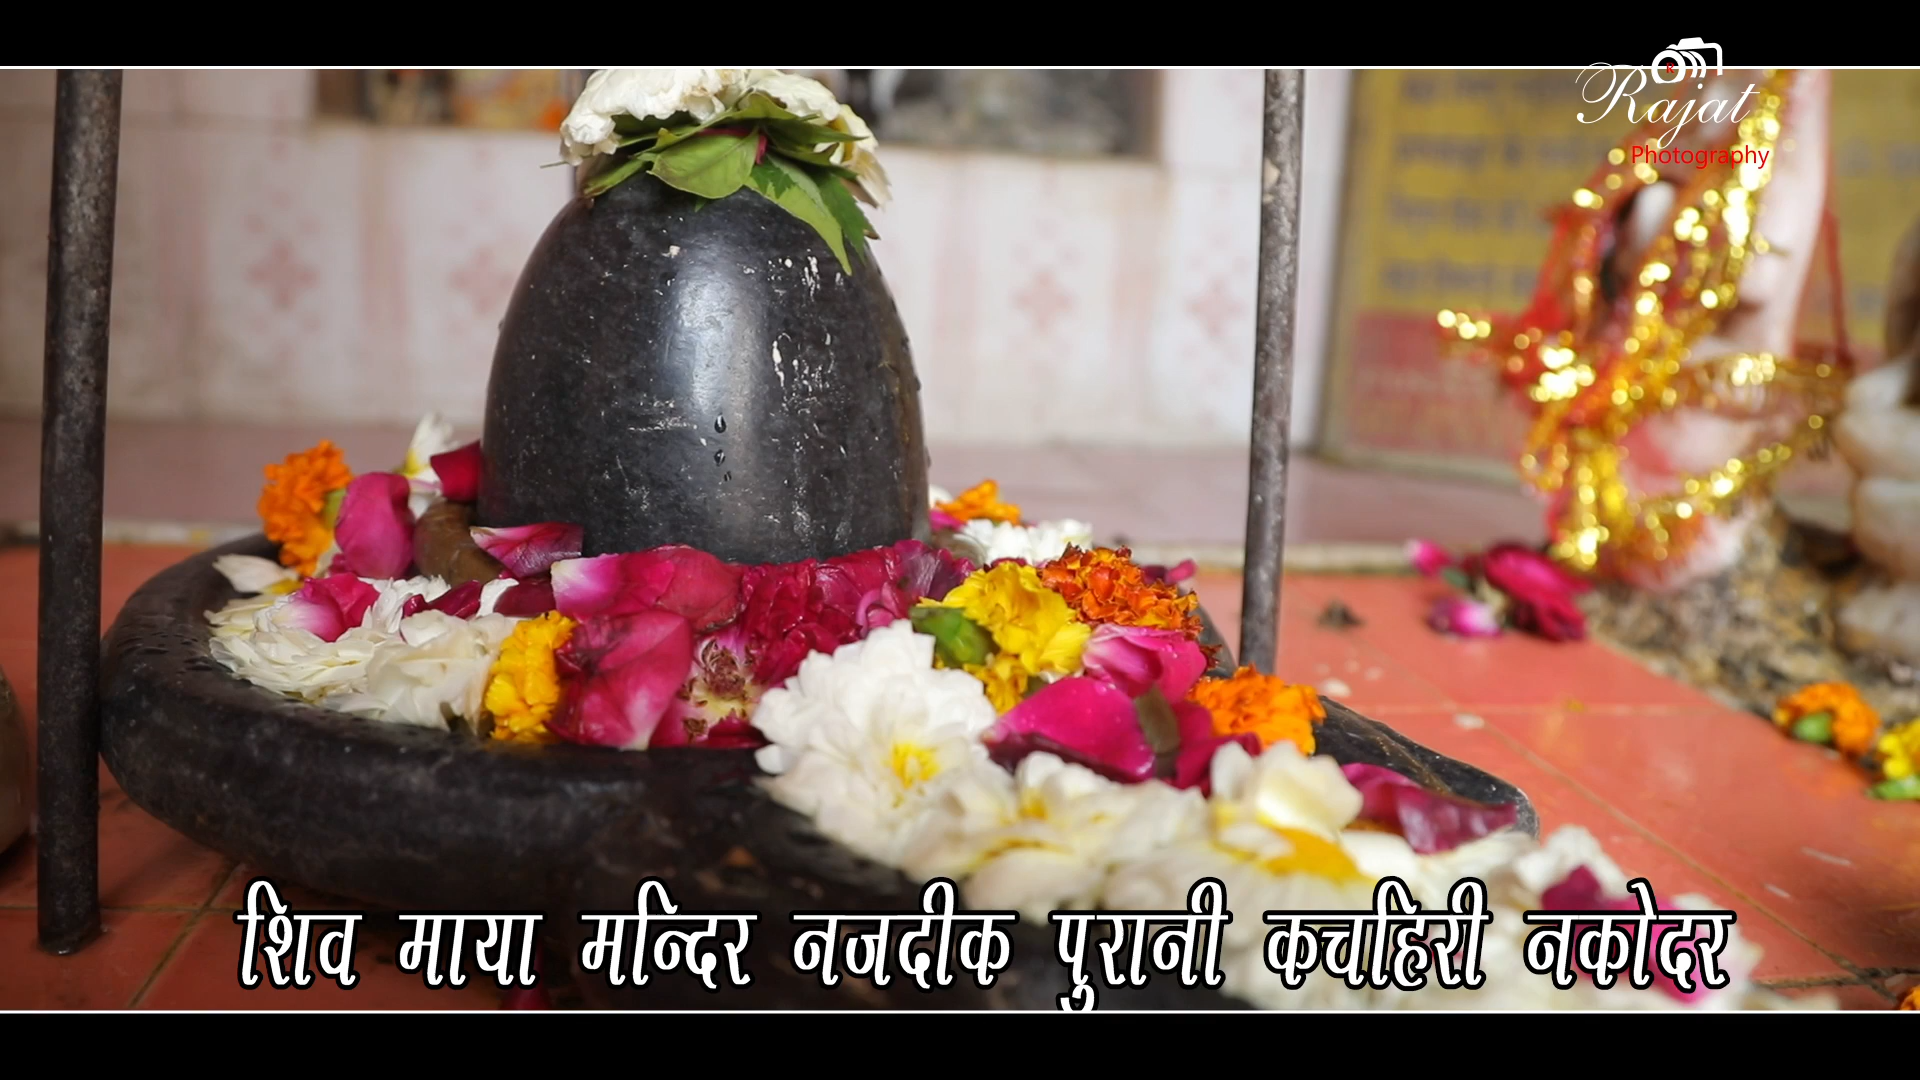 Rajat
Photography
शिव माया मन्दिर नजदीक पुरानी कचहिरी नकोदर